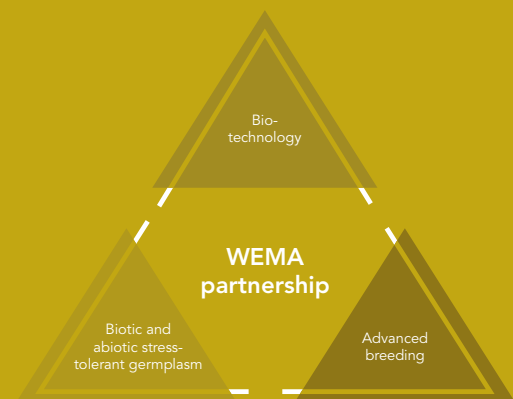 Bio-
technology
WEMA
partnership
Biotic and
abiotic stress-
tolerant germplasm
Advanced
breeding